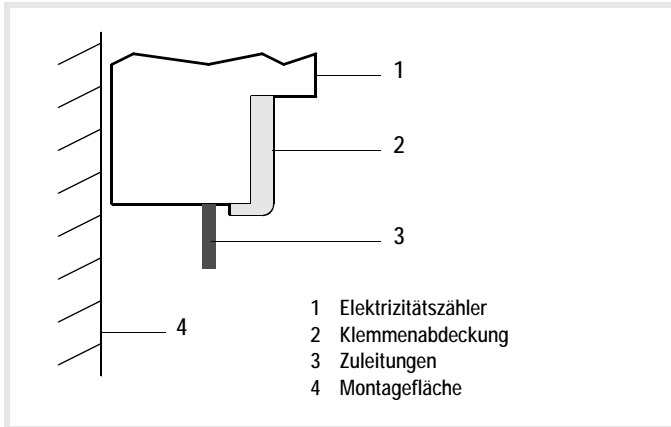 1
2
3
4
1 Elektrizitätszähler
2 Klemmenabdeckung
3 Zuleitungen
4 Montagefläche